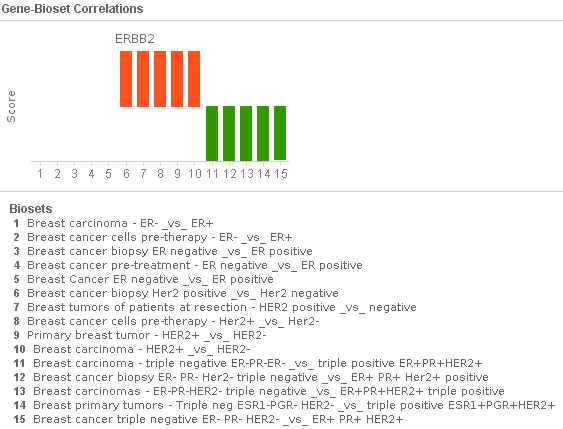 Gene-Bioset Correlations
ERBB2
Score
1 2 3 4 5 6 7 8 9 10 11 12 13 14 15
Biosets
1 Breast carcinoma - ER- _vs_ ER+
2 Breast cancer cells pre-therapy - ER- _vs_ ER+
3 Breast cancer biopsy ER negative _vs_ ER positive
4 Breast cancer pre-treatment - ER negative _vs_ ER positive
5 Breast Cancer ER negative _vs_ ER positive
6 Breast cancer biopsy Her2 positive _vs_ Her2 negative
7 Breast tumors of patients at resection - HER2 positive _vs_ negative
8 Breast cancer cells pre-therapy - Her2+ _vs_ Her2-
9 Primary breast tumor - HER2+ _vs_ HER2-
10 Breast carcinoma - HER2+ _vs_ HER2-
11 Breast carcinoma - triple negative ER-PR-ER- _vs_ triple positive ER+PR+HER2+
12 Breast cancer biopsy ER- PR- Her2- triple negative _vs_ ER+ PR+ Her2+ positive
13 Breast carcinomas - ER-PR-HER2- triple negative _vs_ ER+PR+HER2+ triple positive
14 Breast primary tumors - Triple neg ESR1-PGR- HER2- _vs_ triple positive ESR1+PGR+HER2+
15 Breast cancer triple negative ER- PR- HER2- _vs_ ER+ PR+ HER2+